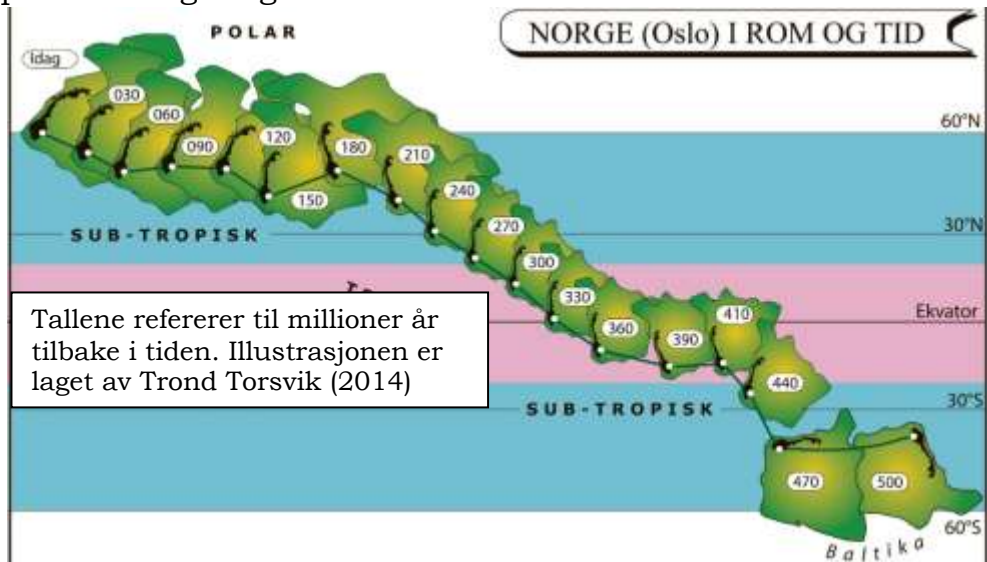 POLAR
NORGE (Oslo) I ROM OG TID
Idag
030
060
090
120
150
180
210
240
270
300
330
360
390
410
440
470
500
60°N
30°N
Ekvator
30°S
60°S
SUB-TROPISK
Tallene refererer til millioner år
tilbake i tiden. Illustrasjonen er
laget av Trond Torsvik (2014)
SUB-TROPISK
Baltika